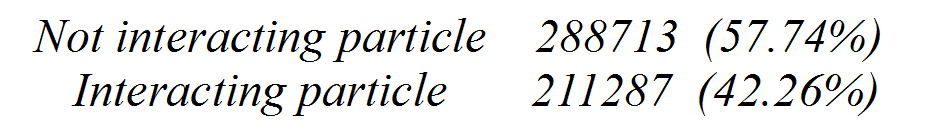 Not interacting particle 288713 (57.74%)
Interacting particle 211287 (42.26%)